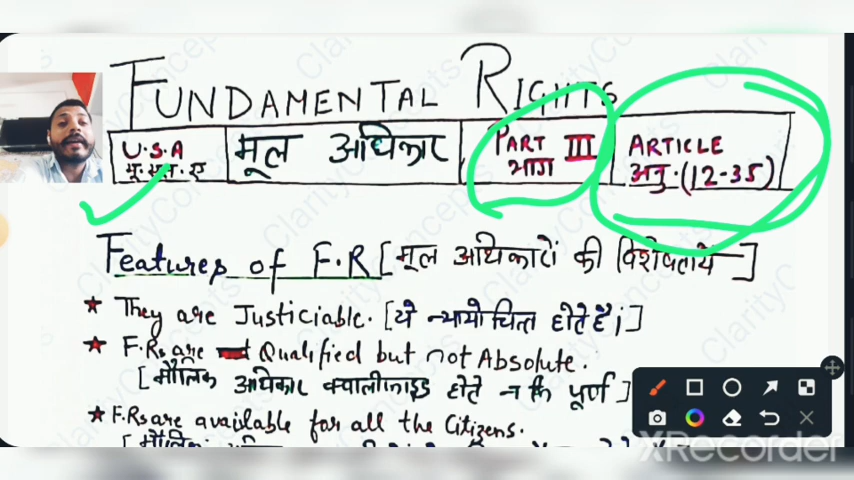 FUNDAMENTAL RIGHTS
U.S.A
यू.एस.ए
मूल अधिकार
PART III
भाग
ARTICLE
अनु.(12-35)
Features of F.R [मूल अधिकारों की विशेषतायें]
★ They are Justiciable. [ये न्यायोचित होते हैं।]
★ F.Rs are Qualified but not Absolute.
[मौलिक अधिकार क्वालीफाइड होते न कि पूर्ण]
★ F.Rs are available for all the Citizens.
XRecorder